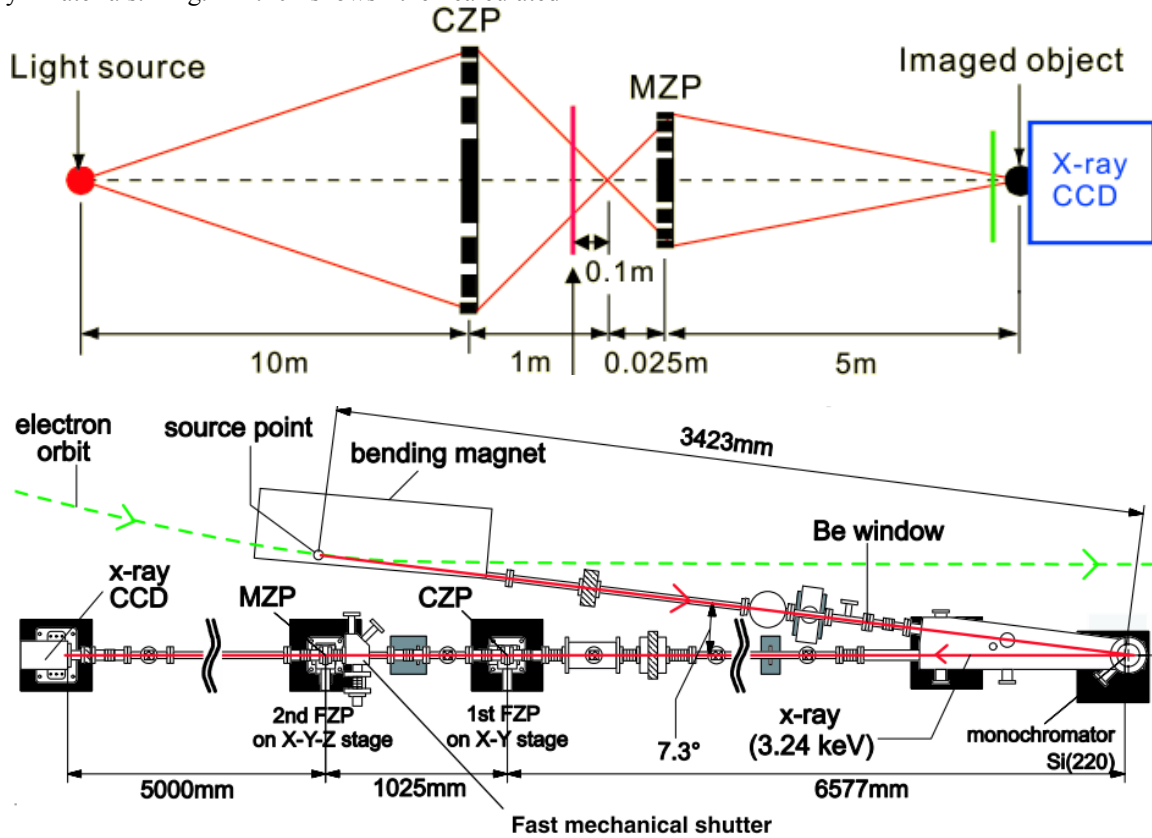 CZP
Light source
Imaged object
MZP
X-ray
CCD
0.1m
10m
1m
0.025m
5m
electron
orbit
source point
3423mm
bending magnet
Be window
x-ray
CCD
MZP
CZP
2nd FZP
on X-Y-Z stage
1st FZP
on X-Y stage
7.3°
x-ray
(3.24 keV)
monochromator
Si(220)
5000mm
1025mm
6577mm
Fast mechanical shutter